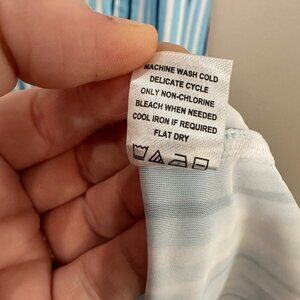 MACHINE WASH COLD
DELICATE CYCLE
ONLY NON-CHLORINE
BLEACH WHEN NEEDED
COOL IRON IF REQUIRED
FLAT DRY